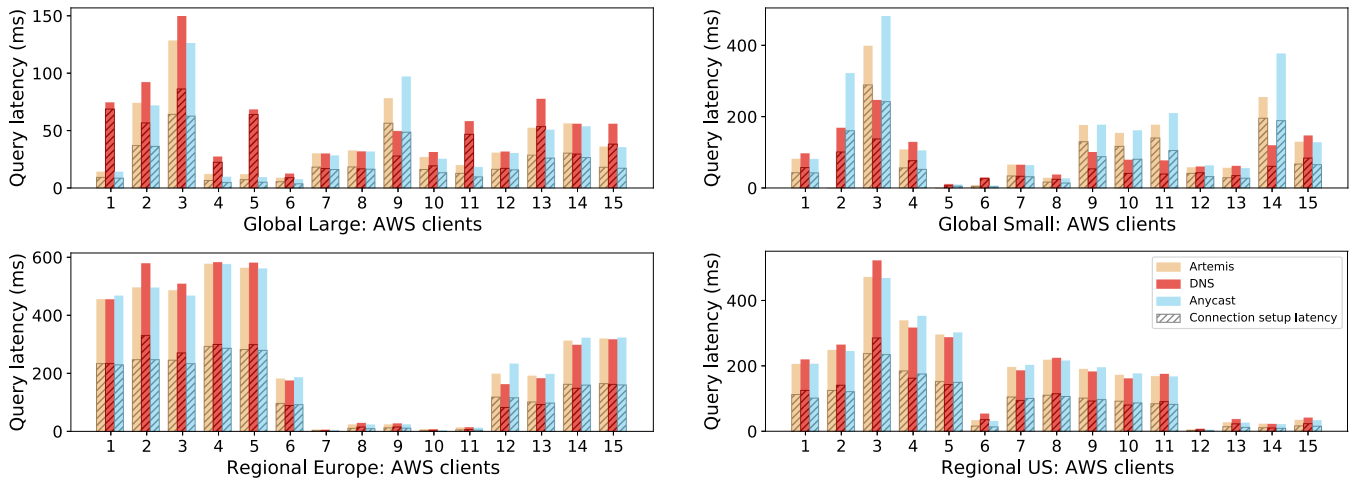 Query latency (ms)
150
100
50
0
1 2 3 4 5 6 7 8 9 10 11 12 13 14 15
Global Large: AWS clients
Query latency (ms)
400
200
0
1 2 3 4 5 6 7 8 9 10 11 12 13 14 15
Global Small: AWS clients
Query latency (ms)
600
400
200
0
1 2 3 4 5 6 7 8 9 10 11 12 13 14 15
Regional Europe: AWS clients
Query latency (ms)
400
200
0
Artemis
DNS
Anycast
Connection setup latency
1 2 3 4 5 6 7 8 9 10 11 12 13 14 15
Regional US: AWS clients